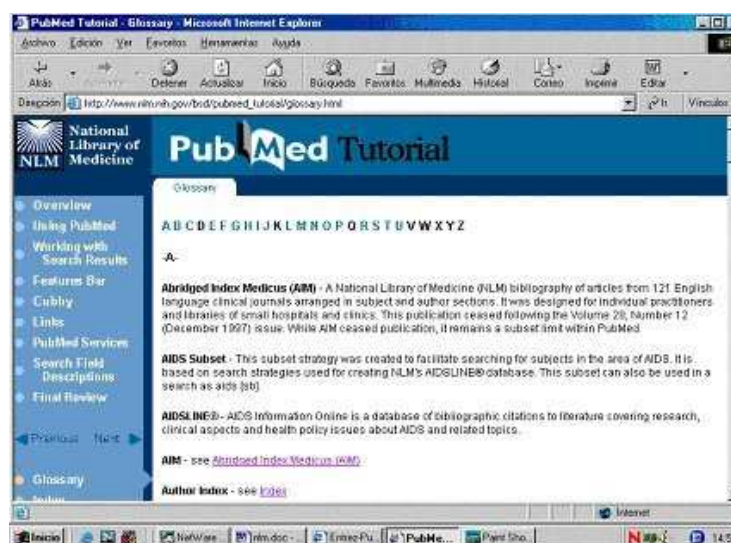 PubMed Tutorial - Glossary - Microsoft Internet Explorer
Archivo Edición Ver Favoritos Herramientas Ayuda
Atrás Detener Actualizar Inicio Búsqueda Favoritos Multimedia Historial Correo Imprimir Editar
Dirección http://www.nlm.nih.gov/bsd/pubmed_tutorial/glossary.html Ir Vínculos
National
Library of
NLM Medicine
PubMed Tutorial
Glossary
Overview
Using PubMed
Working with
Search Results
Features Bar
Cubby
Links
PubMed Services
Search Field
Descriptions
Final Review
Previous Next
Glossary
Index
A B C D E F G H I J K L M N O P Q R S T U V W X Y Z
-A-
Abridged Index Medicus (AIM) - A National Library of Medicine (NLM) bibliography of articles from 121 English
language clinical journals arranged in subject and author sections. It was designed for individual practitioners
and libraries of small hospitals and clinics. This publication ceased following the Volume 28, Number 12
(December 1997) issue. While AIM ceased publication, it remains a subset limit within PubMed.
AIDS Subset - This subset strategy was created to facilitate searching for subjects in the area of AIDS. It is
based on search strategies used for creating NLM's AIDSLINE® database. This subset can also be used in a
search as aids [sb].
AIDSLINE® - AIDS Information Online is a database of bibliographic citations to literature covering research,
clinical aspects and health policy issues about AIDS and related topics.
AIM - see Abridged Index Medicus (AIM)
Author Index - see Index
Internet
Inicio NetWare nlm.doc - Entrez-Pu... PubMe... Paint Sho...